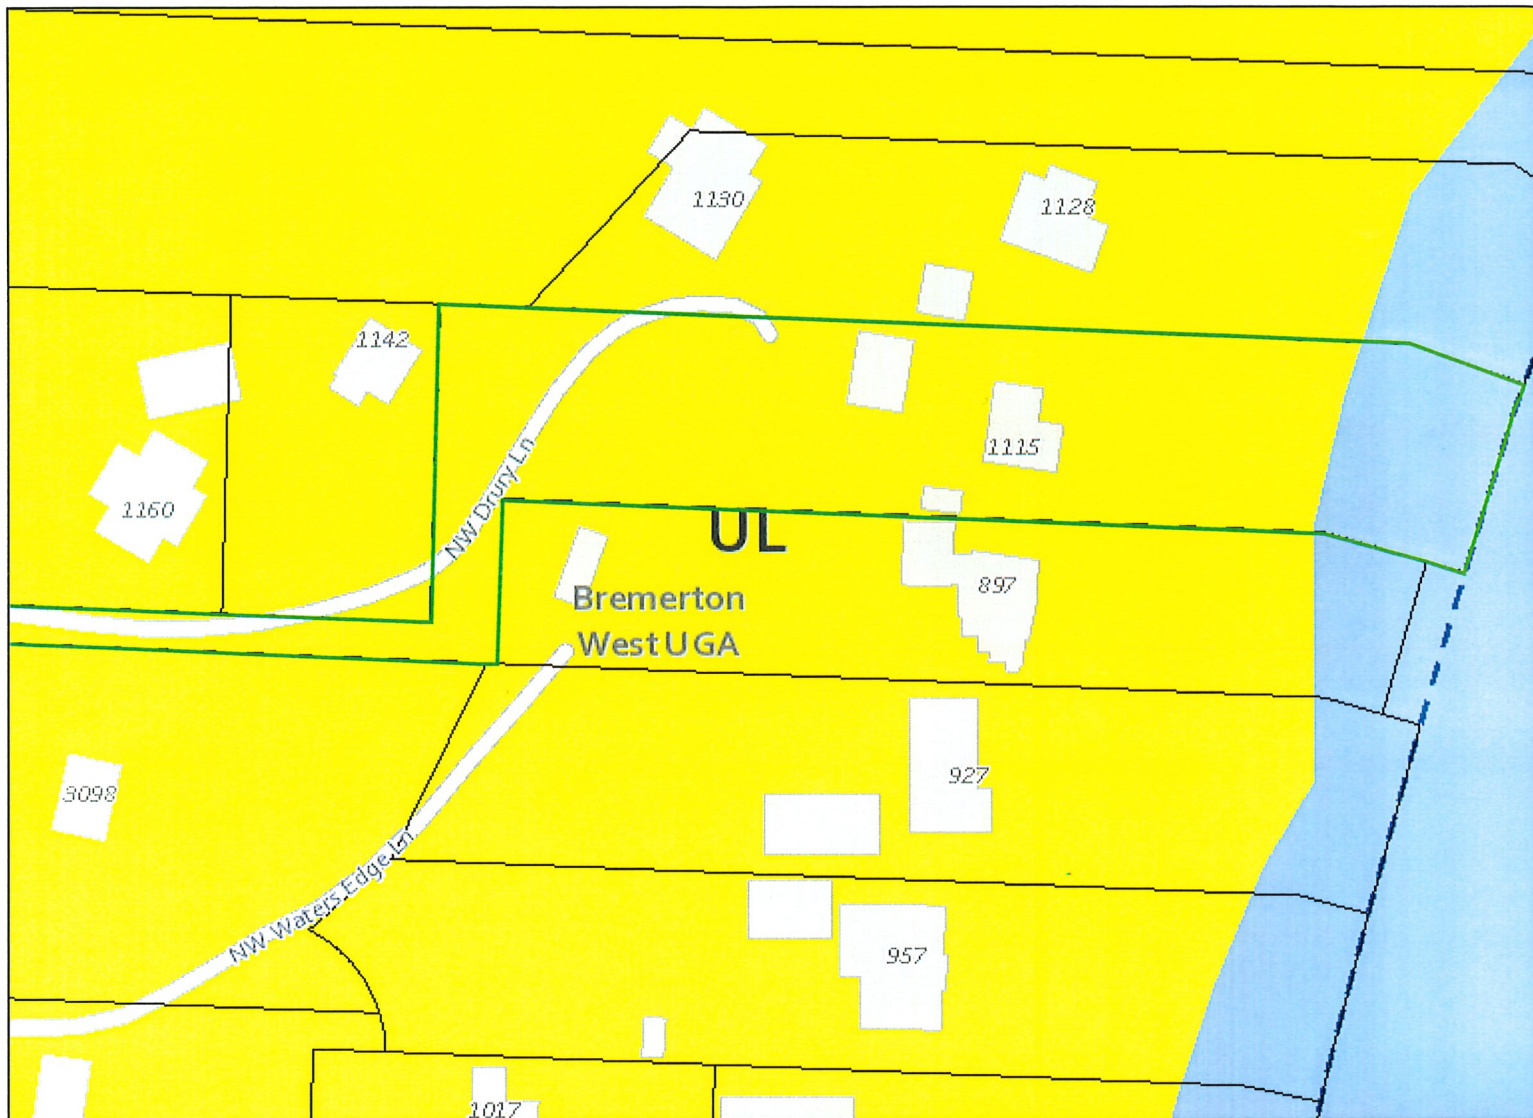 1130
1128
1142
1115
1160
NW Drury Ln
UL
Bremerton
West UGA
897
927
3098
NW Waters Edge Ln
957
1017